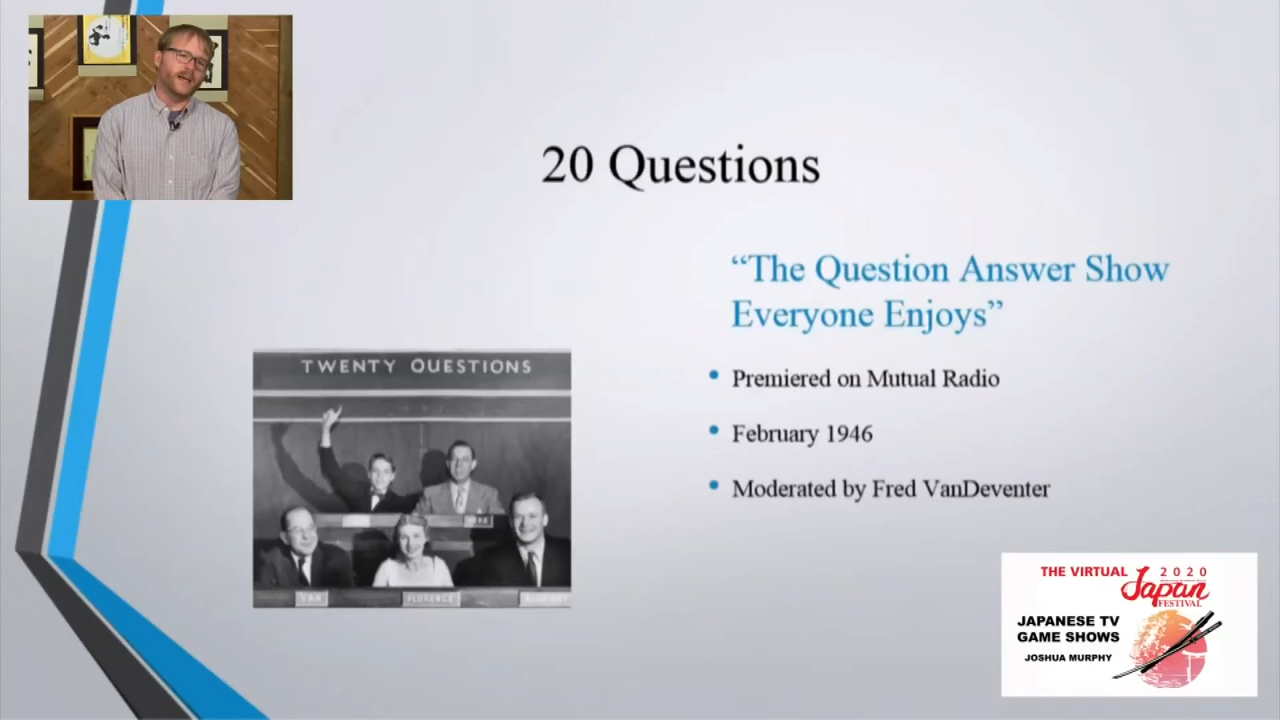 20 Questions
“The Question Answer Show
Everyone Enjoys”
• Premiered on Mutual Radio
• February 1946
• Moderated by Fred VanDeventer
TWENTY QUESTIONS
VAN
FLORENCE
THE VIRTUAL
2020
Japan
FESTIVAL
JAPANESE TV
GAME SHOWS
JOSHUA MURPHY